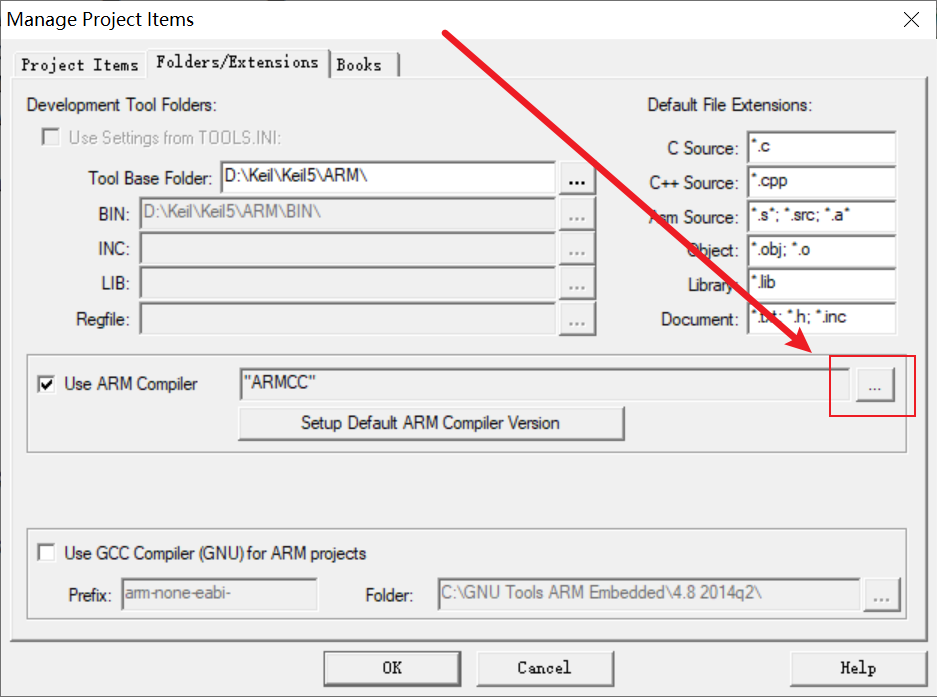 Manage Project Items
Project Items Folders/Extensions Books
Development Tool Folders:
Use Settings from TOOLS.INI:
Tool Base Folder: D:\Keil\Keil5\ARM\ ...
BIN: D:\Keil\Keil5\ARM\BIN\ ...
INC: ...
LIB: ...
Regfile: ...
Default File Extensions:
C Source: *.c
C++ Source: *.cpp
Asm Source: *.s*; *.src; *.a*
Object: *.obj; *.o
Library: *.lib
Document: *.txt; *.h; *.inc
Use ARM Compiler "ARMCC" ...
Setup Default ARM Compiler Version
Use GCC Compiler (GNU) for ARM projects
Prefix: arm-none-eabi- Folder: C:\GNU Tools ARM Embedded\4.8 2014q2\ ...
OK Cancel Help